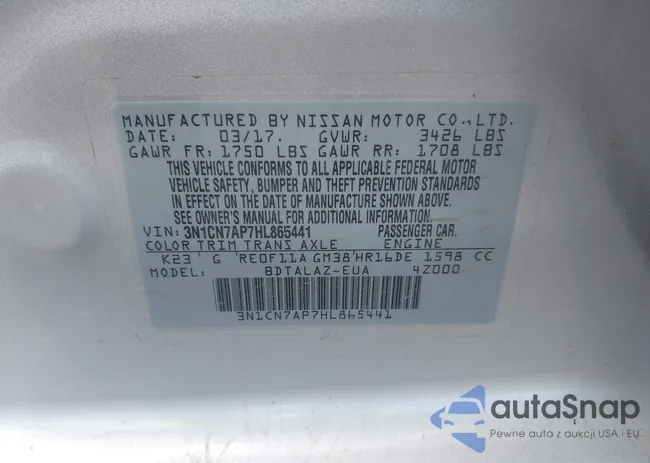 MANUFACTURED BY NISSAN MOTOR CO., LTD.
DATE: 03/17. GVWR: 3426 LBS
GAWR FR: 1750 LBS GAWR RR: 1708 LBS
THIS VEHICLE CONFORMS TO ALL APPLICABLE FEDERAL MOTOR
VEHICLE SAFETY, BUMPER AND THEFT PREVENTION STANDARDS
IN EFFECT ON THE DATE OF MANUFACTURE SHOWN ABOVE.
SEE OWNER'S MANUAL FOR ADDITIONAL INFORMATION.
VIN: 3N1CN7AP7HL865441 PASSENGER CAR.
COLOR TRIM TRANS AXLE ENGINE
K23 G RE0F11A GM38 HR16DE 1598 CC
MODEL: BDTALAZ-EUA 4Z000
3N1CN7AP7HL865441
autoSnap
Pewne auta z aukcji USA i EU